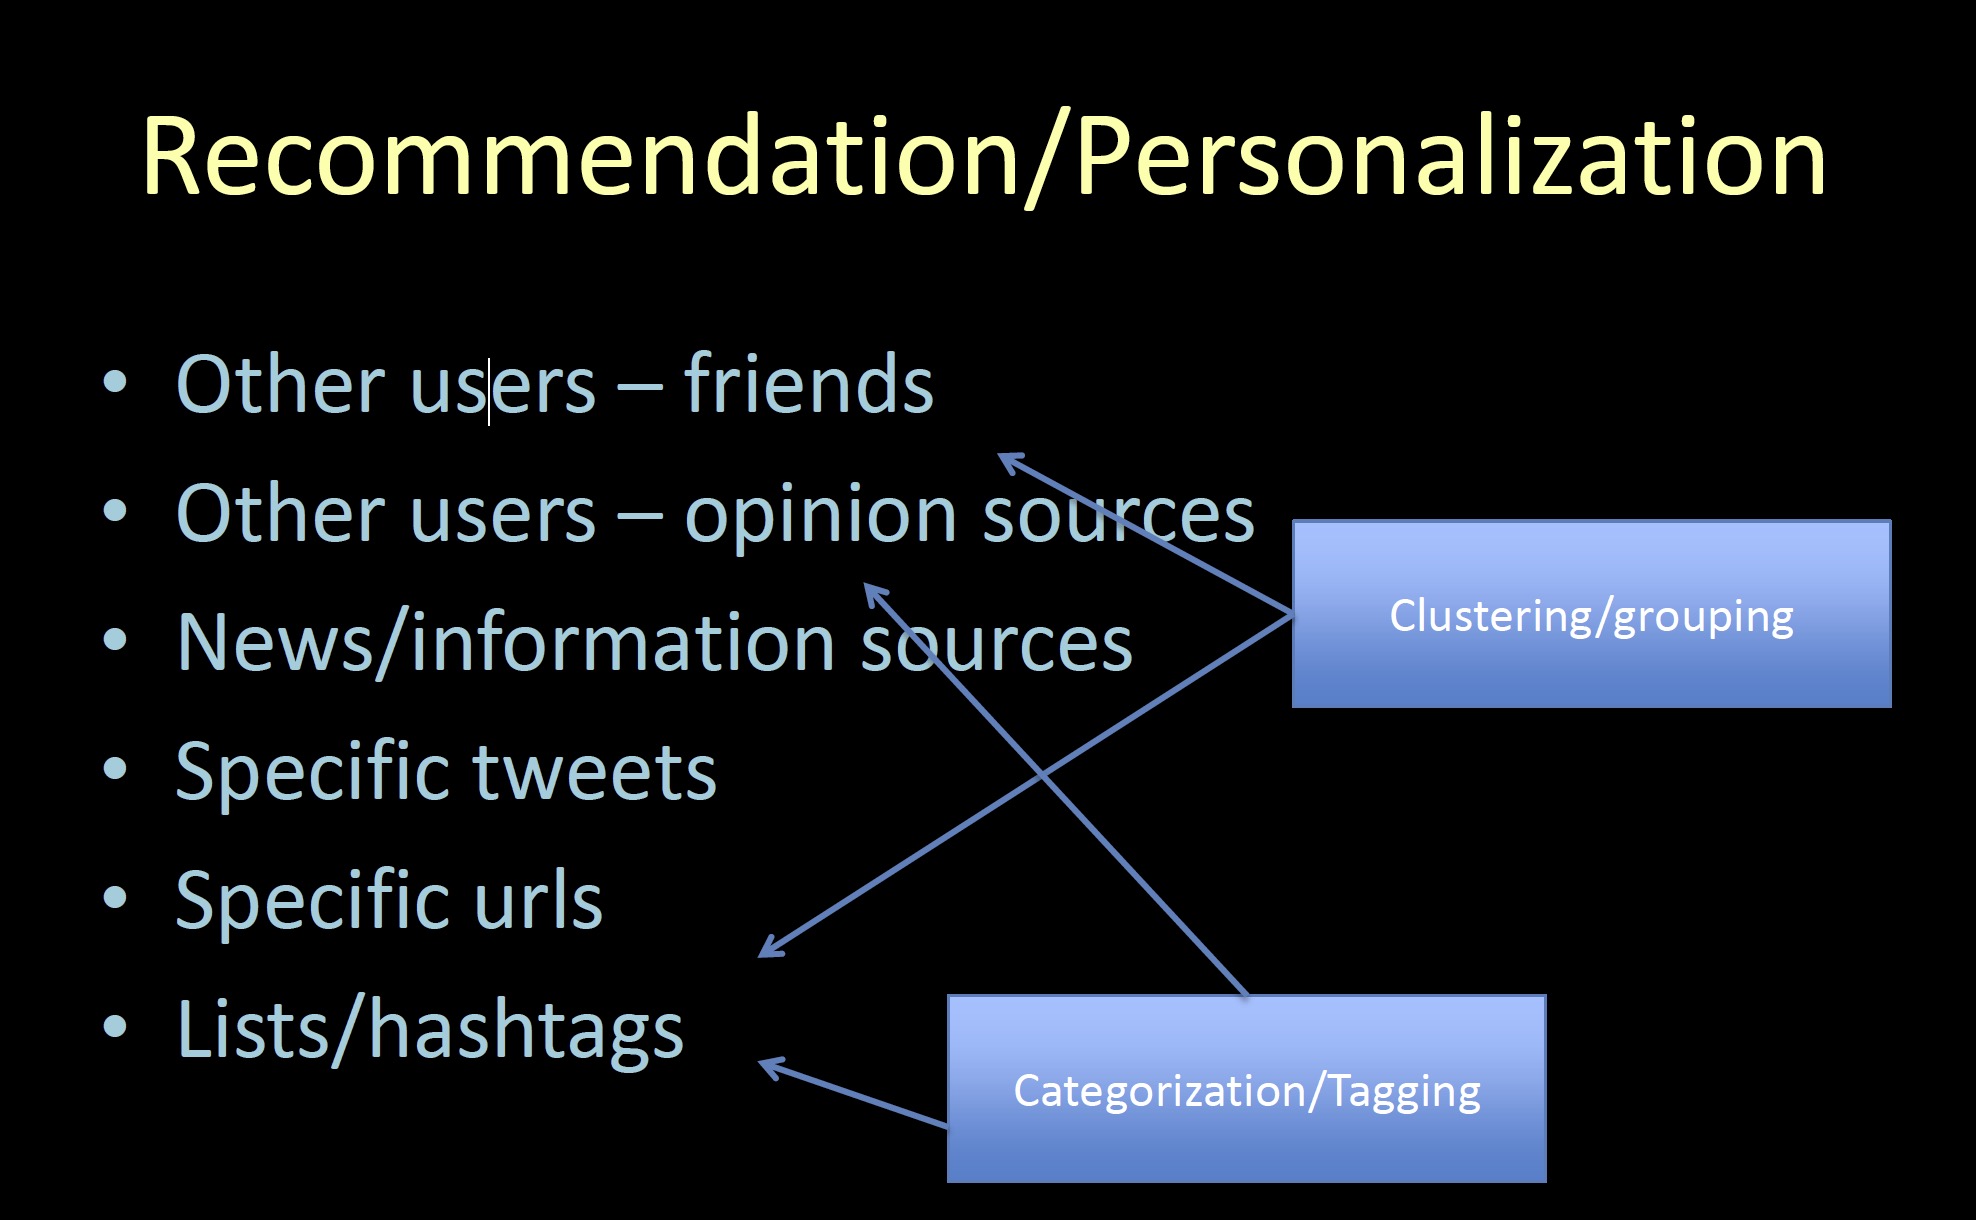 Recommendation/Personalization
• Other users – friends
• Other users – opinion sources
• News/information sources
• Specific tweets
• Specific urls
• Lists/hashtags
Clustering/grouping
Categorization/Tagging